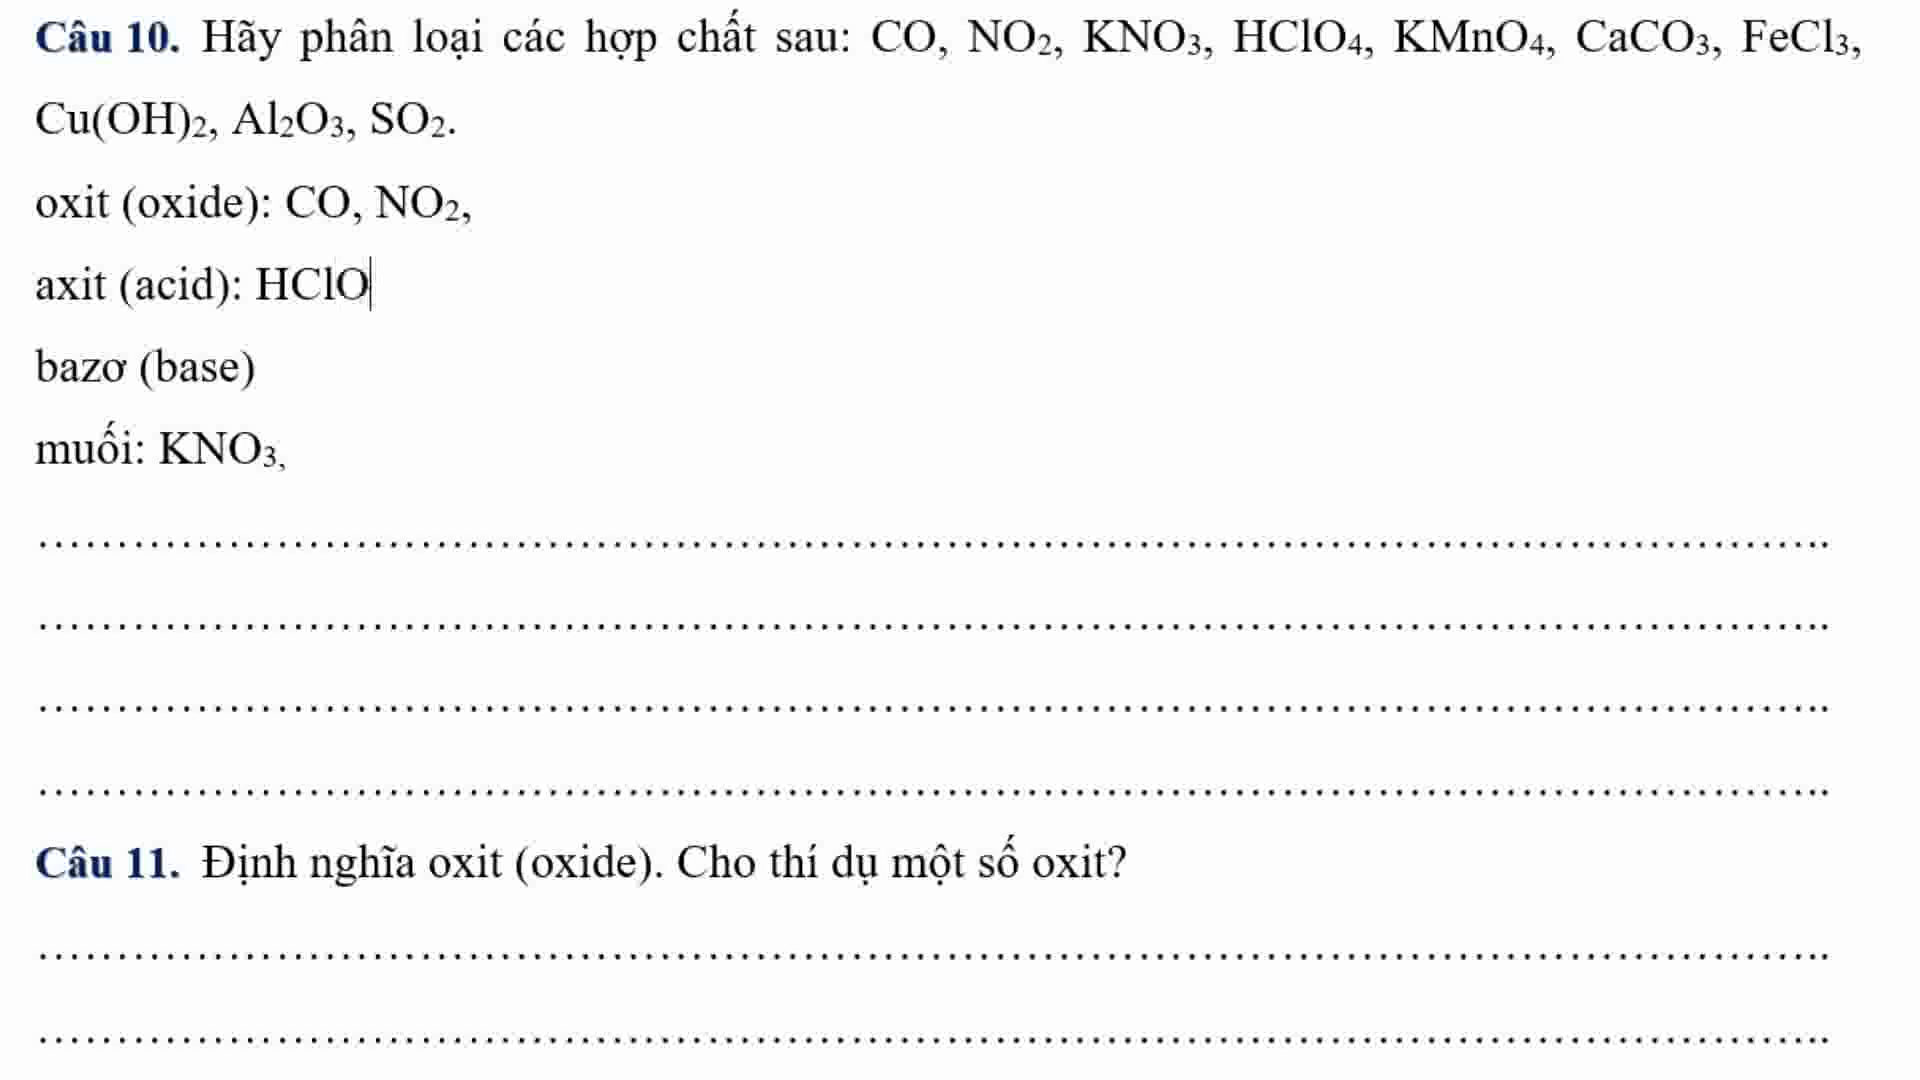 Câu 10. Hãy phân loại các hợp chất sau: CO, NO₂, KNO₃, HClO₄, KMnO₄, CaCO₃, FeCl₃,
Cu(OH)₂, Al₂O₃, SO₂.
oxit (oxide): CO, NO₂,
axit (acid): HClO
bazơ (base)
muối: KNO₃,
Câu 11. Định nghĩa oxit (oxide). Cho thí dụ một số oxit?